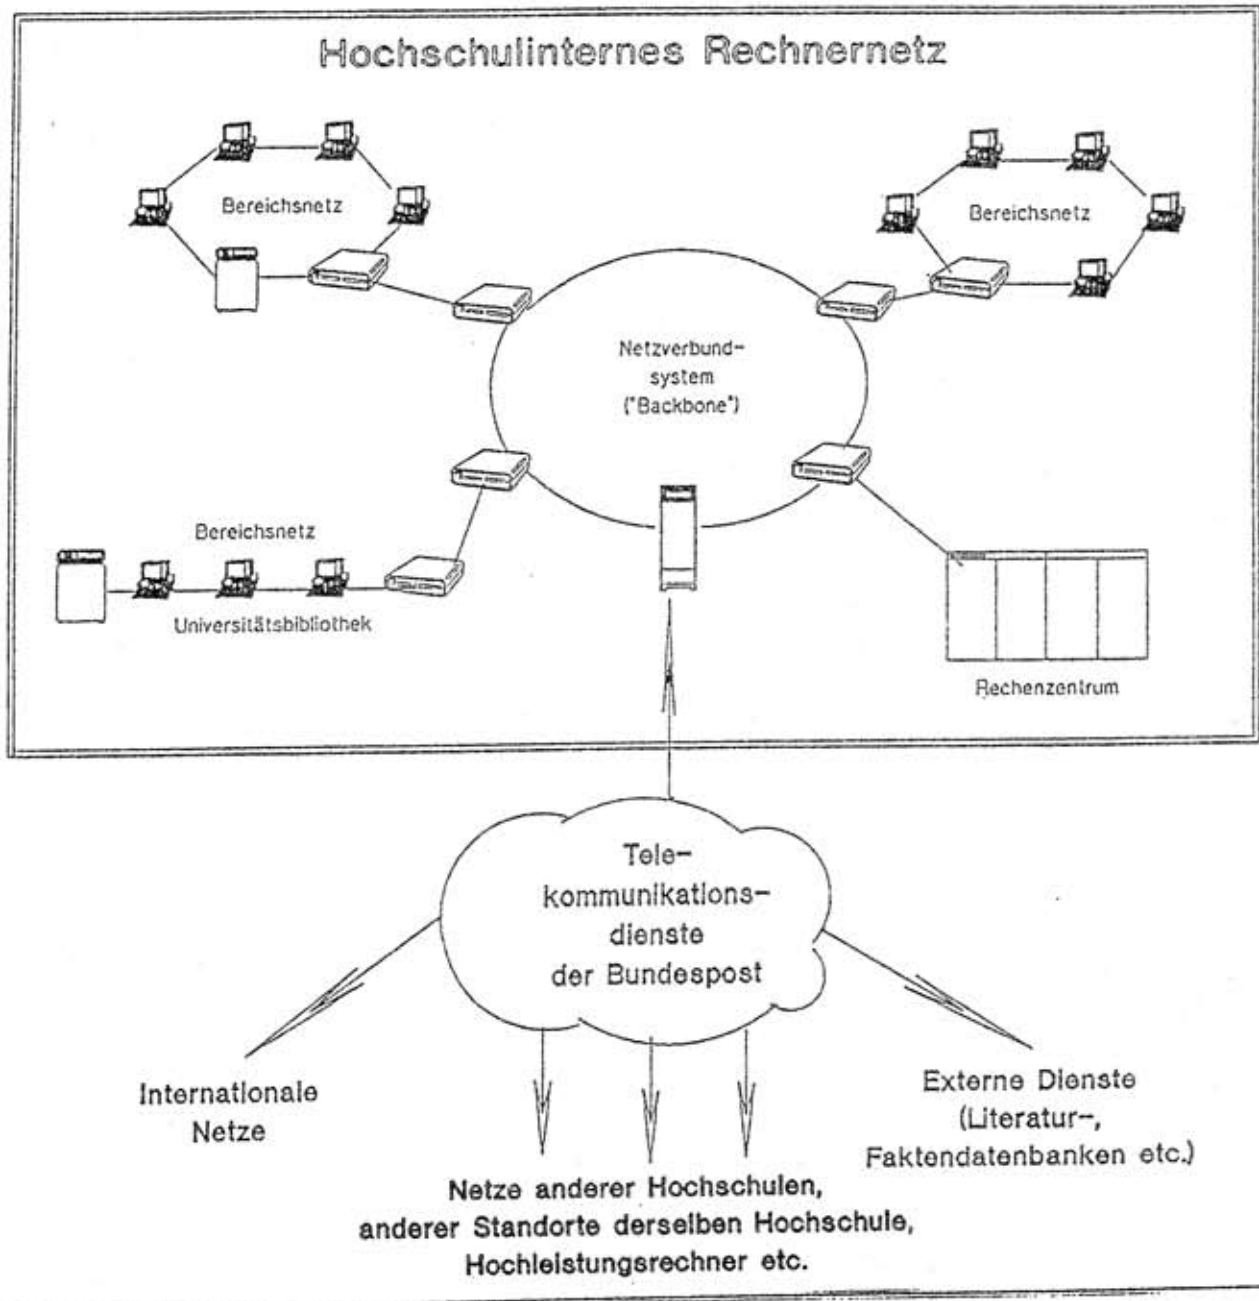 Hochschulinternes Rechnernetz
Bereichsnetz
Bereichsnetz
Netzverbund-
system
("Backbone")
Bereichsnetz
Universitätsbibliothek
Rechenzentrum
Tele-
kommunikations-
dienste
der Bundespost
Internationale
Netze
Externe Dienste
(Literatur-,
Faktendatenbanken etc.)
Netze anderer Hochschulen,
anderer Standorte derselben Hochschule,
Hochleistungsrechner etc.